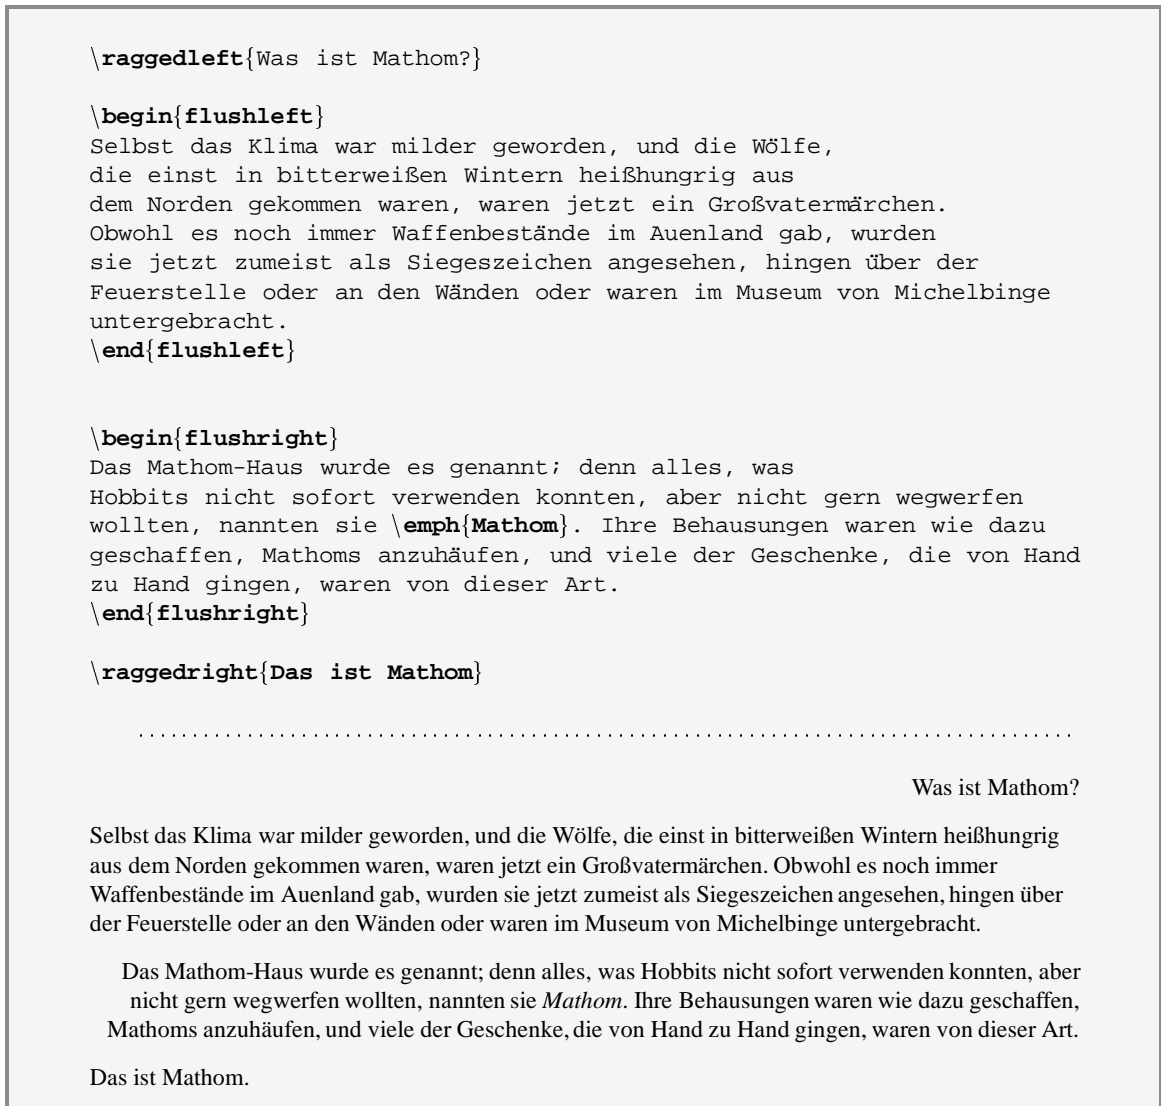 \raggedleft{Was ist Mathom?}
\begin{flushleft}
Selbst das Klima war milder geworden, und die Wölfe,
die einst in bitterweißen Wintern heißhungrig aus
dem Norden gekommen waren, waren jetzt ein Großvatermärchen.
Obwohl es noch immer Waffenbestände im Auenland gab, wurden
sie jetzt zumeist als Siegeszeichen angesehen, hingen über der
Feuerstelle oder an den Wänden oder waren im Museum von Michelbinge
untergebracht.
\end{flushleft}
\begin{flushright}
Das Mathom-Haus wurde es genannt; denn alles, was
Hobbits nicht sofort verwenden konnten, aber nicht gern wegwerfen
wollten, nannten sie \emph{Mathom}. Ihre Behausungen waren wie dazu
geschaffen, Mathoms anzuhäufen, und viele der Geschenke, die von Hand
zu Hand gingen, waren von dieser Art.
\end{flushright}
\raggedright{Das ist Mathom}
Was ist Mathom?
Selbst das Klima war milder geworden, und die Wölfe, die einst in bitterweißen Wintern heißhungrig
aus dem Norden gekommen waren, waren jetzt ein Großvatermärchen. Obwohl es noch immer
Waffenbestände im Auenland gab, wurden sie jetzt zumeist als Siegeszeichen angesehen, hingen über
der Feuerstelle oder an den Wänden oder waren im Museum von Michelbinge untergebracht.
Das Mathom-Haus wurde es genannt; denn alles, was Hobbits nicht sofort verwenden konnten, aber
nicht gern wegwerfen wollten, nannten sie Mathom. Ihre Behausungen waren wie dazu geschaffen,
Mathoms anzuhäufen, und viele der Geschenke, die von Hand zu Hand gingen, waren von dieser Art.
Das ist Mathom.